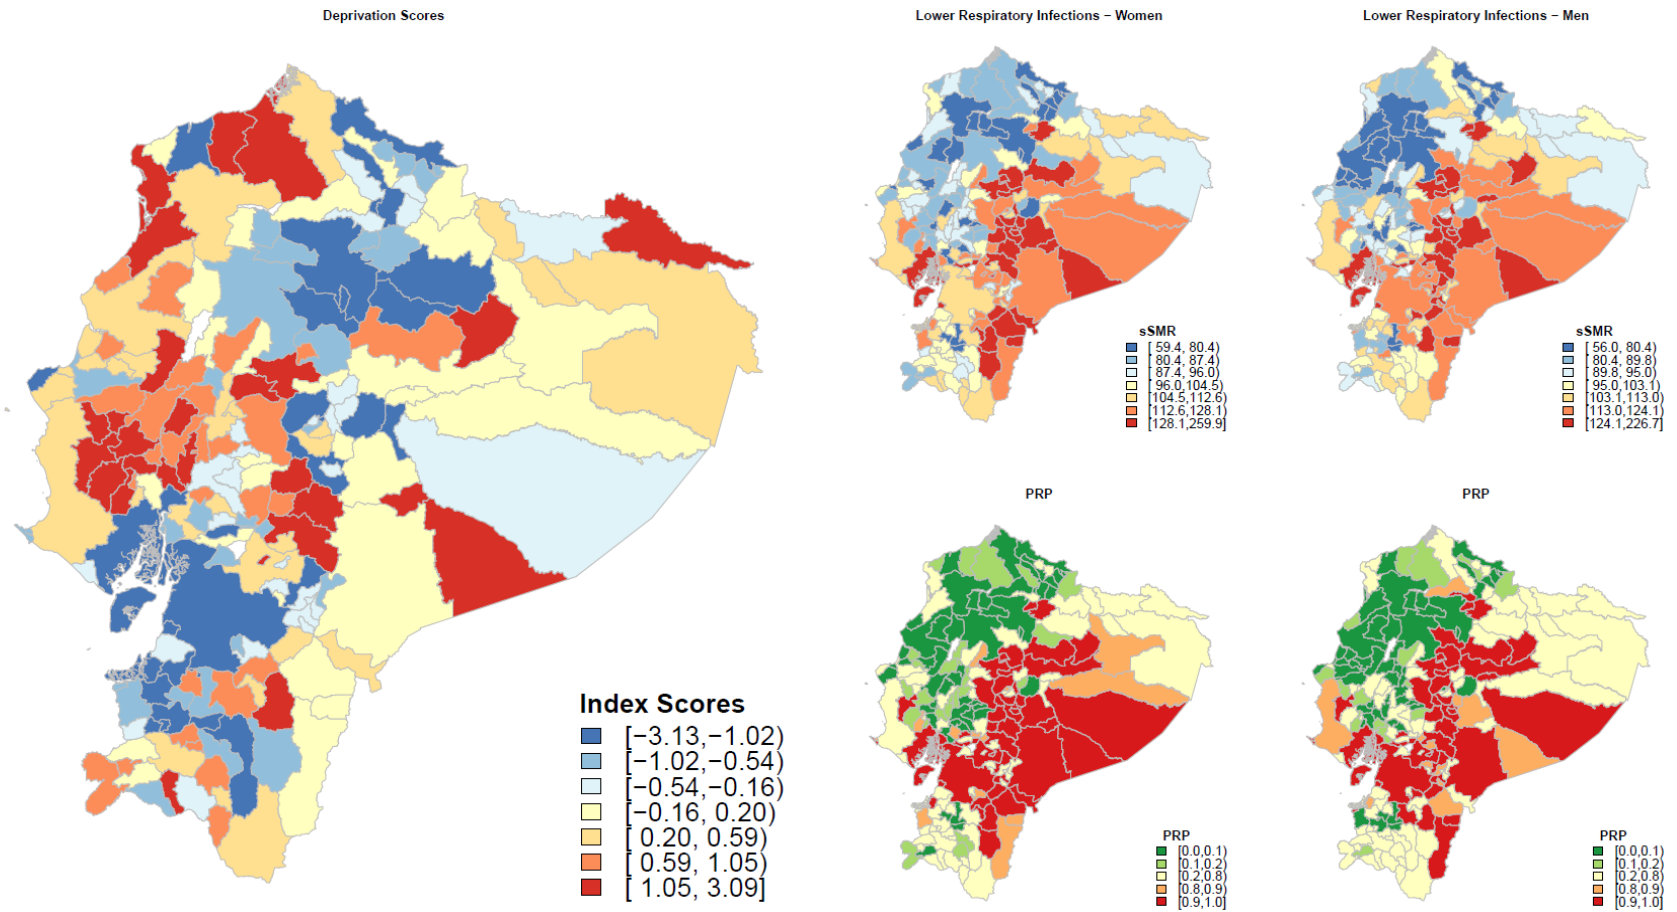 Deprivation Scores
Index Scores
[−3.13,−1.02)
[−1.02,−0.54)
[−0.54,−0.16)
[−0.16, 0.20)
[ 0.20, 0.59)
[ 0.59, 1.05)
[ 1.05, 3.09]
Lower Respiratory Infections − Women
sSMR
[ 59.4, 80.4)
[ 80.4, 87.4)
[ 87.4, 96.0)
[ 96.0,104.5)
[104.5,112.6)
[112.6,128.1)
[128.1,259.9]
Lower Respiratory Infections − Men
sSMR
[ 56.0, 80.4)
[ 80.4, 89.8)
[ 89.8, 95.0)
[ 95.0,103.1)
[103.1,113.0)
[113.0,124.1)
[124.1,226.7]
PRP
PRP
[0.0,0.1)
[0.1,0.2)
[0.2,0.8)
[0.8,0.9)
[0.9,1.0]
PRP
PRP
[0.0,0.1)
[0.1,0.2)
[0.2,0.8)
[0.8,0.9)
[0.9,1.0]